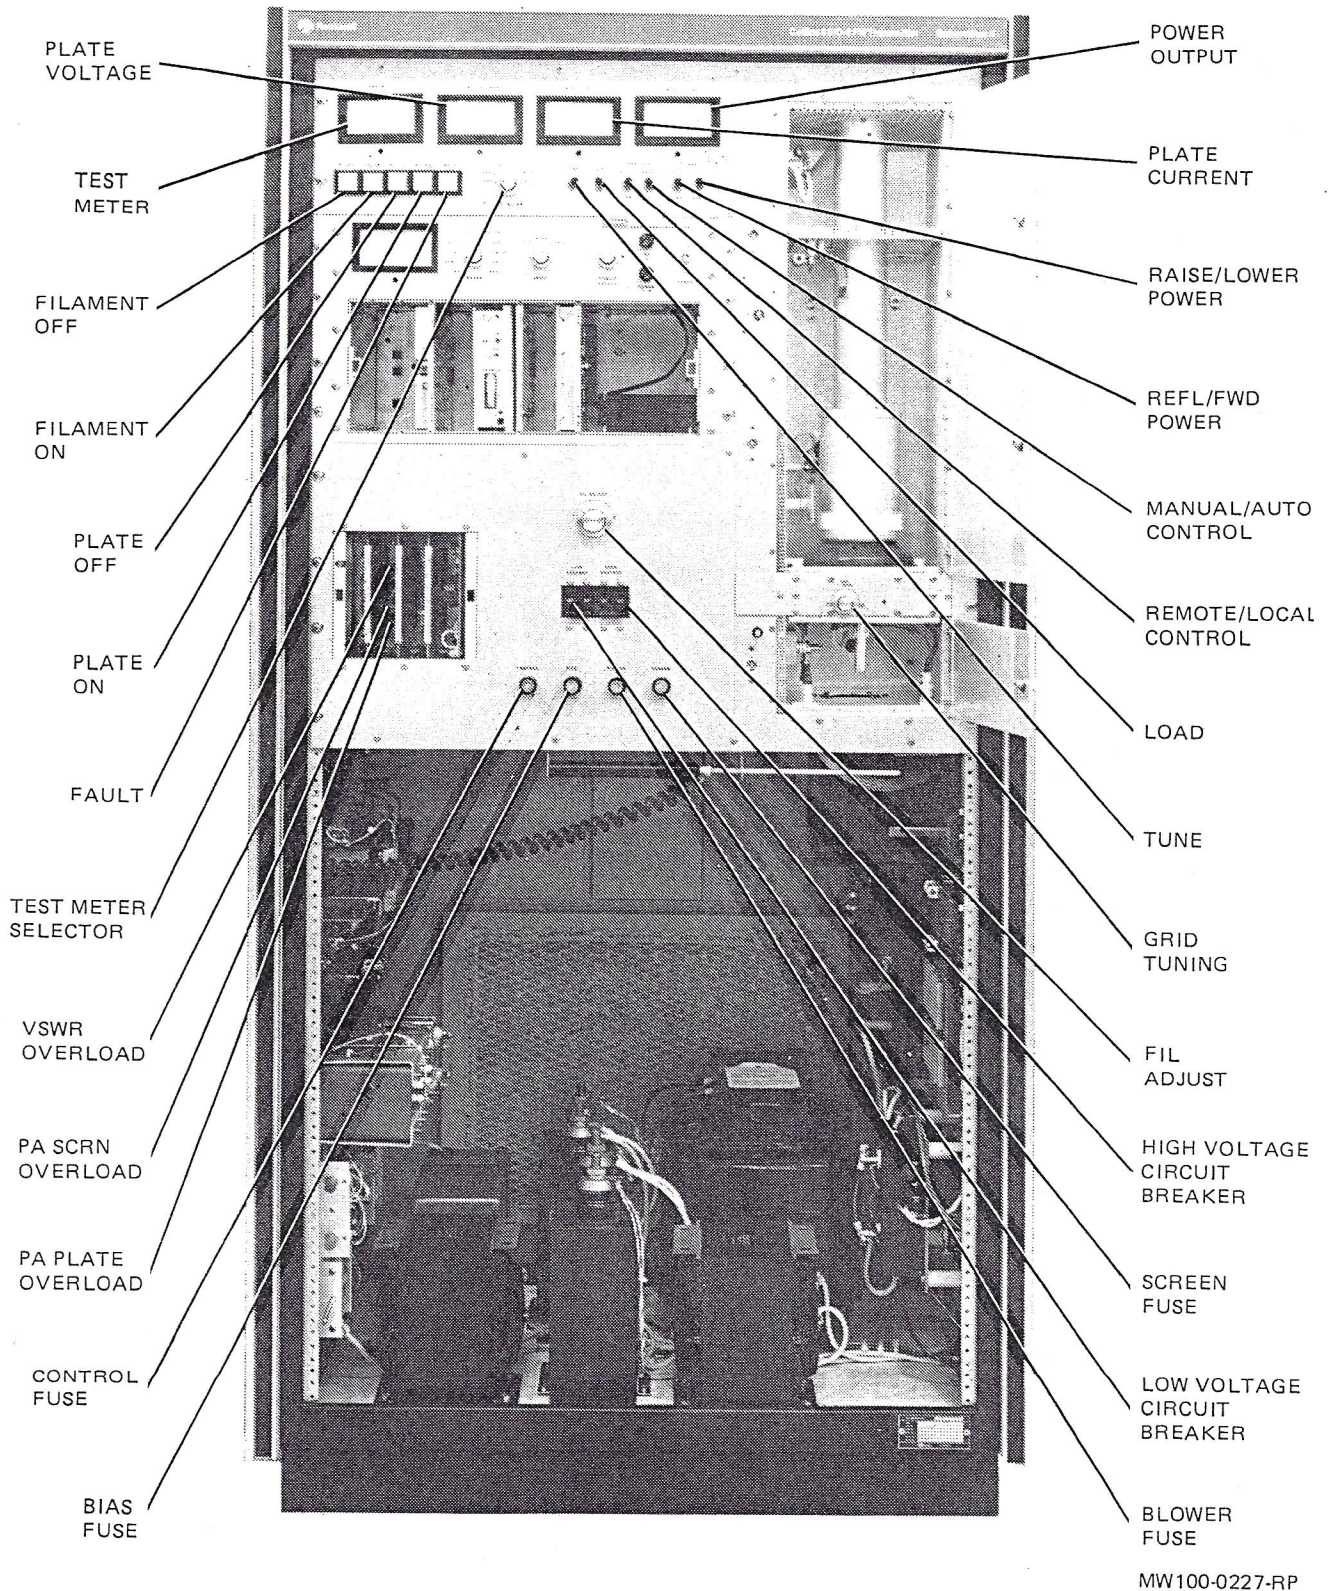 PLATE
VOLTAGE
TEST
METER
FILAMENT
OFF
FILAMENT
ON
PLATE
OFF
PLATE
ON
FAULT
TEST METER
SELECTOR
VSWR
OVERLOAD
PA SCRN
OVERLOAD
PA PLATE
OVERLOAD
CONTROL
FUSE
BIAS
FUSE
POWER
OUTPUT
PLATE
CURRENT
RAISE/LOWER
POWER
REFL/FWD
POWER
MANUAL/AUTO
CONTROL
REMOTE/LOCAL
CONTROL
LOAD
TUNE
GRID
TUNING
FIL
ADJUST
HIGH VOLTAGE
CIRCUIT
BREAKER
SCREEN
FUSE
LOW VOLTAGE
CIRCUIT
BREAKER
BLOWER
FUSE
MW100-0227-RP